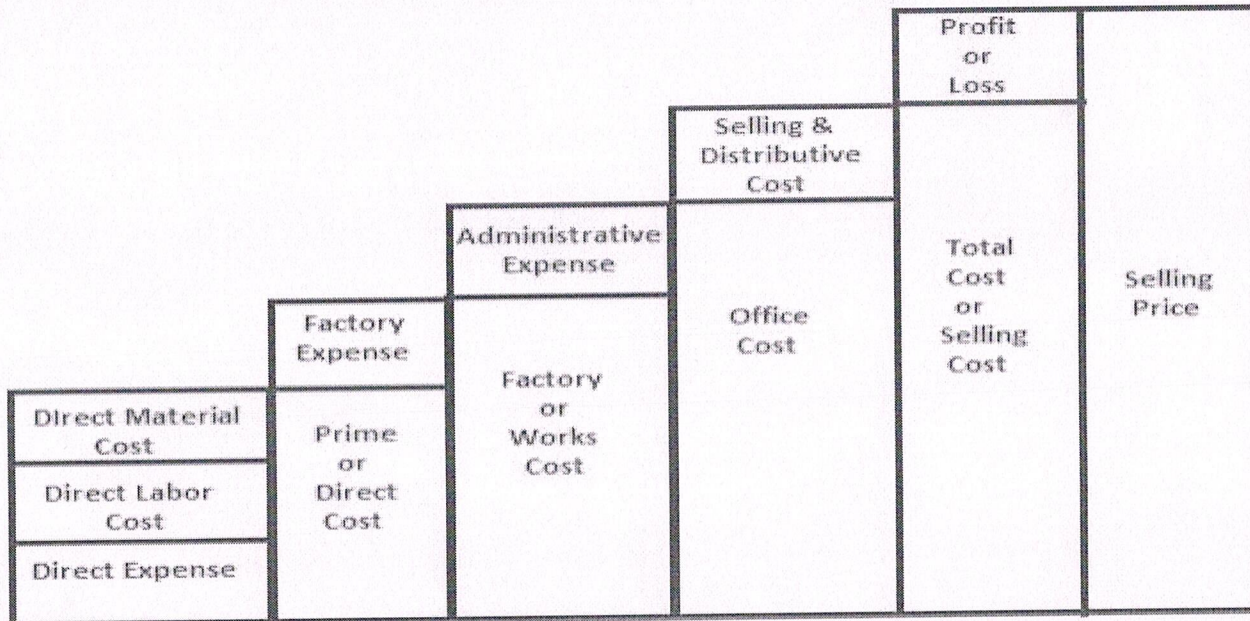 Direct Material
Cost
Direct Labor
Cost
Direct Expense
Factory
Expense
Prime
or
Direct
Cost
Administrative
Expense
Factory
or
Works
Cost
Selling &
Distributive
Cost
Office
Cost
Profit
or
Loss
Total
Cost
or
Selling
Cost
Selling
Price